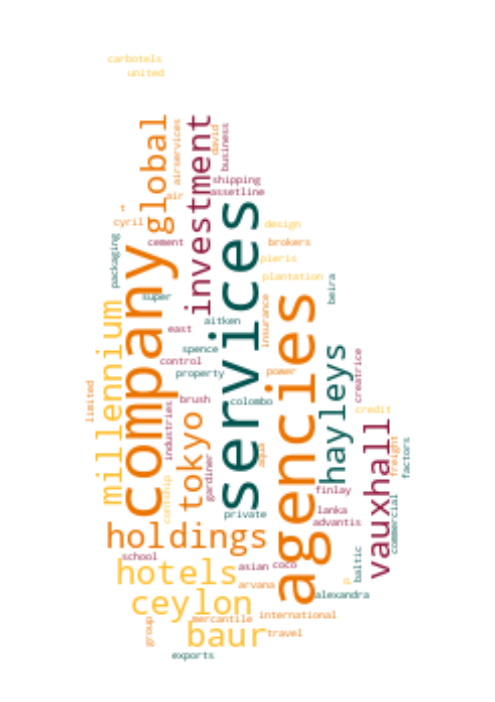 carbotels
united
global
airservices
investment
david
business
shipping
assetline
air
t
cyril
services
cement
design
brokers
packaging
company
pieris
plantation
beira
super
millennium
aitken
insurance
agencies
east
spence
control
property
power
hayleys
creatrice
limited
brush
colombo
industries
tokyo
credit
vauxhall
gardiner
aqua
freight
factors
contship
finlay
private
lanka
advantis
commercial
holdings
school
hotels
asian
coco
baltic
arvana
p
alexandra
ceylon
group
mercantile
international
baur
travel
exports